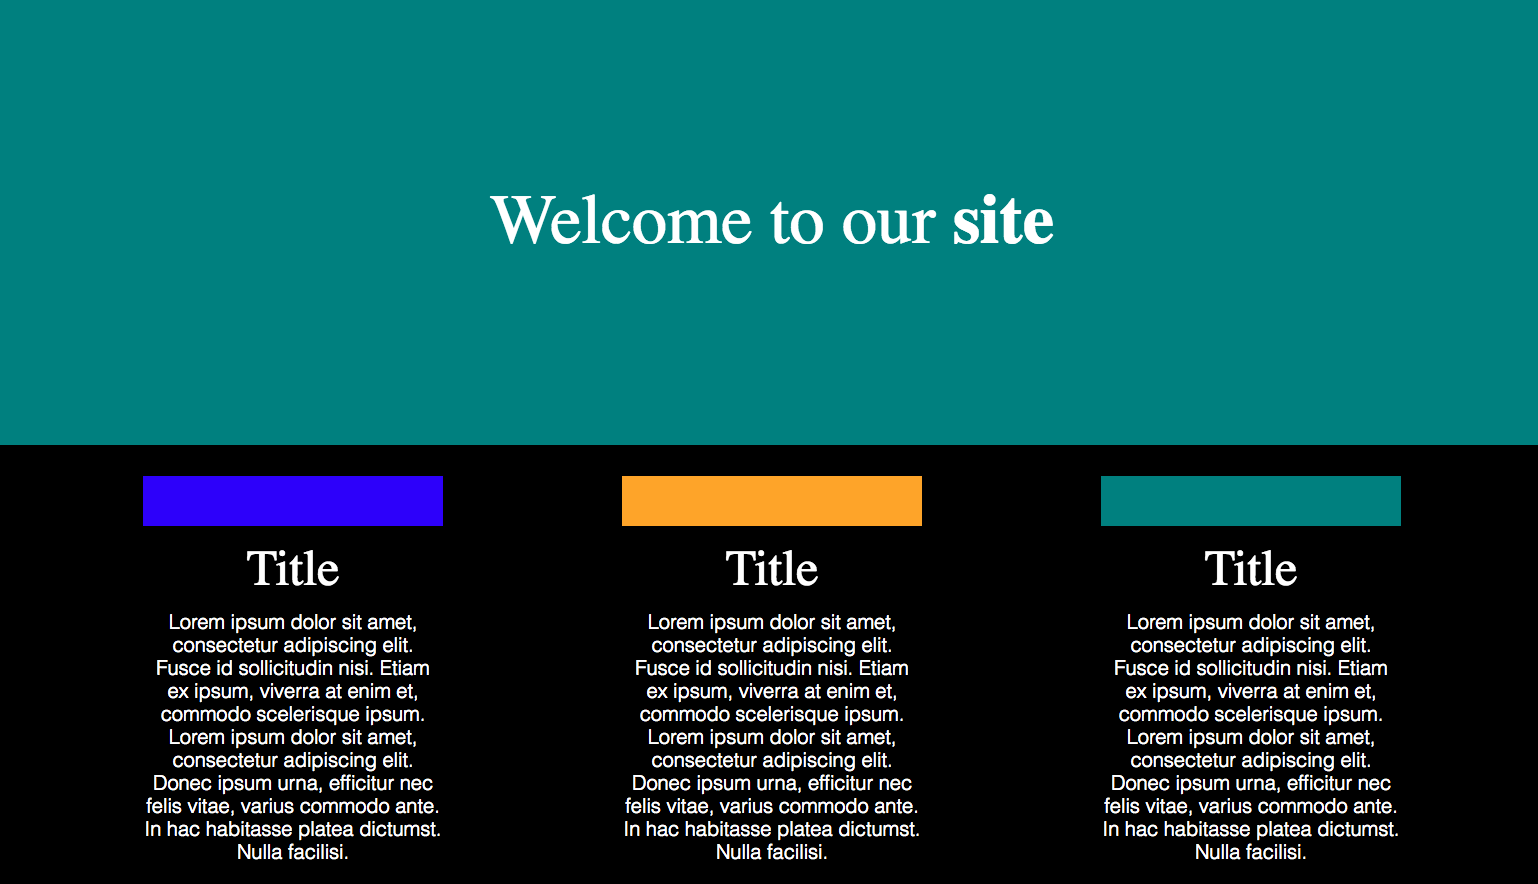 Welcome to our site
Title
Lorem ipsum dolor sit amet,
consectetur adipiscing elit.
Fusce id sollicitudin nisi. Etiam
ex ipsum, viverra at enim et,
commodo scelerisque ipsum.
Lorem ipsum dolor sit amet,
consectetur adipiscing elit.
Donec ipsum urna, efficitur nec
felis vitae, varius commodo ante.
In hac habitasse platea dictumst.
Nulla facilisi.
Title
Lorem ipsum dolor sit amet,
consectetur adipiscing elit.
Fusce id sollicitudin nisi. Etiam
ex ipsum, viverra at enim et,
commodo scelerisque ipsum.
Lorem ipsum dolor sit amet,
consectetur adipiscing elit.
Donec ipsum urna, efficitur nec
felis vitae, varius commodo ante.
In hac habitasse platea dictumst.
Nulla facilisi.
Title
Lorem ipsum dolor sit amet,
consectetur adipiscing elit.
Fusce id sollicitudin nisi. Etiam
ex ipsum, viverra at enim et,
commodo scelerisque ipsum.
Lorem ipsum dolor sit amet,
consectetur adipiscing elit.
Donec ipsum urna, efficitur nec
felis vitae, varius commodo ante.
In hac habitasse platea dictumst.
Nulla facilisi.